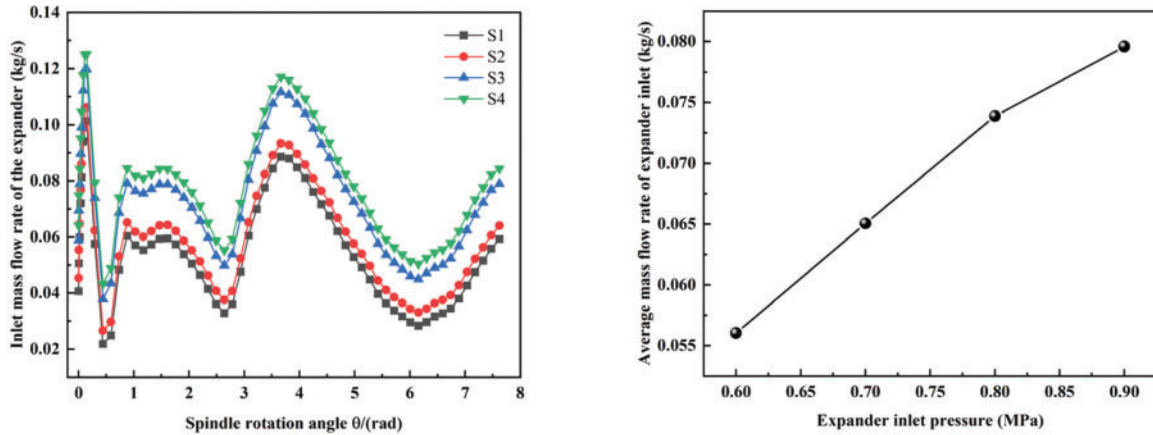 Inlet mass flow rate of the expander (kg/s)
0.14
0.12
0.10
0.08
0.06
0.04
0.02
S1
S2
S3
S4
0 1 2 3 4 5 6 7 8
Spindle rotation angle θ/(rad)
Average mass flow rate of expander inlet (kg/s)
0.080
0.075
0.070
0.065
0.060
0.055
0.60 0.65 0.70 0.75 0.80 0.85 0.90
Expander inlet pressure (MPa)